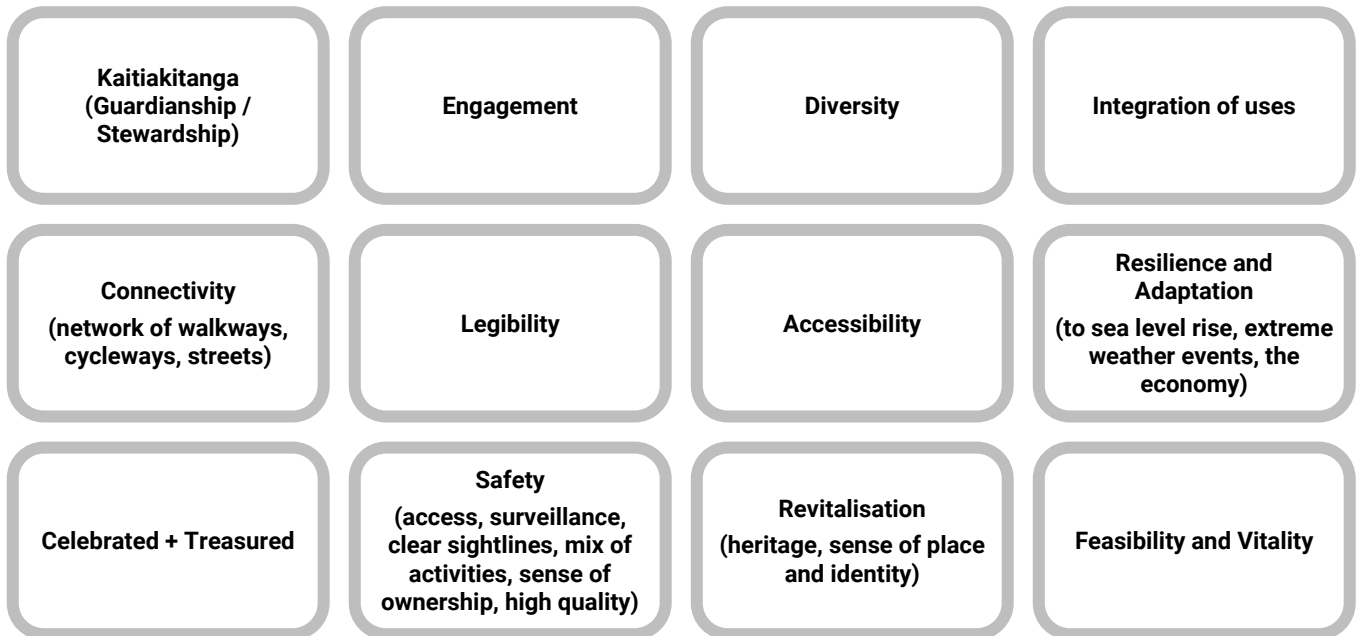 Kaitiakitanga
(Guardianship /
Stewardship)
Engagement
Diversity
Integration of uses
Connectivity
(network of walkways,
cycleways, streets)
Legibility
Accessibility
Resilience and
Adaptation
(to sea level rise, extreme
weather events, the
economy)
Celebrated + Treasured
Safety
(access, surveillance,
clear sightlines, mix of
activities, sense of
ownership, high quality)
Revitalisation
(heritage, sense of place
and identity)
Feasibility and Vitality